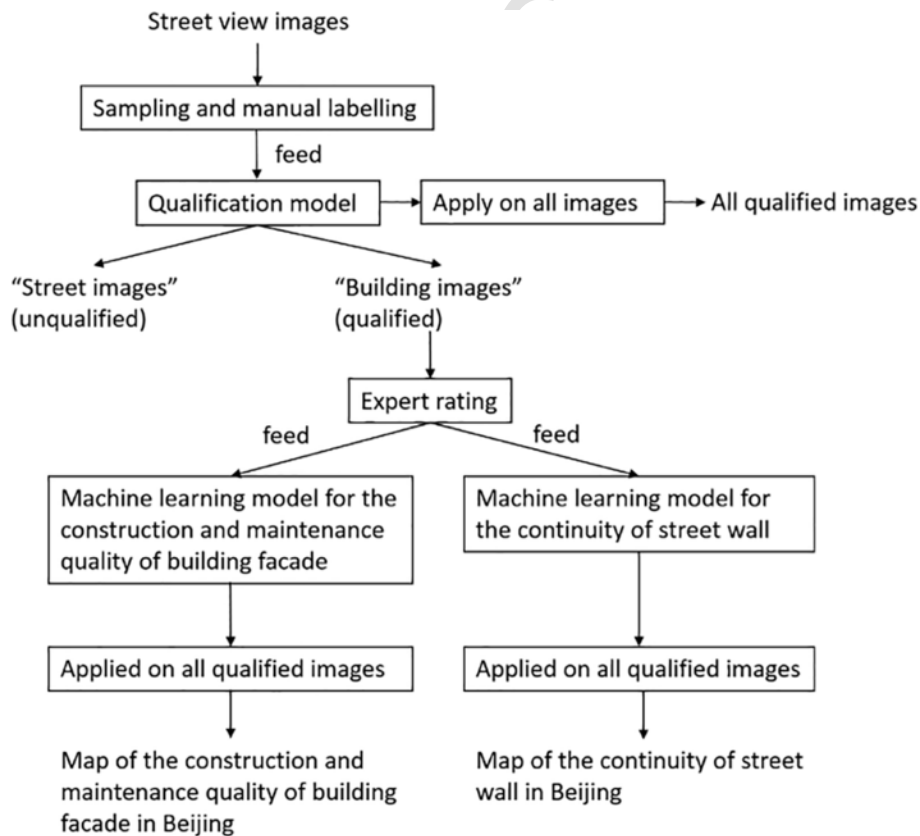 Street view images
Sampling and manual labelling
feed
Qualification model
Apply on all images
All qualified images
“Street images”
(unqualified)
“Building images”
(qualified)
Expert rating
feed
feed
Machine learning model for the
construction and maintenance
quality of building facade
Machine learning model for
the continuity of street wall
Applied on all qualified images
Applied on all qualified images
Map of the construction and
maintenance quality of building
facade in Beijing
Map of the continuity of street
wall in Beijing